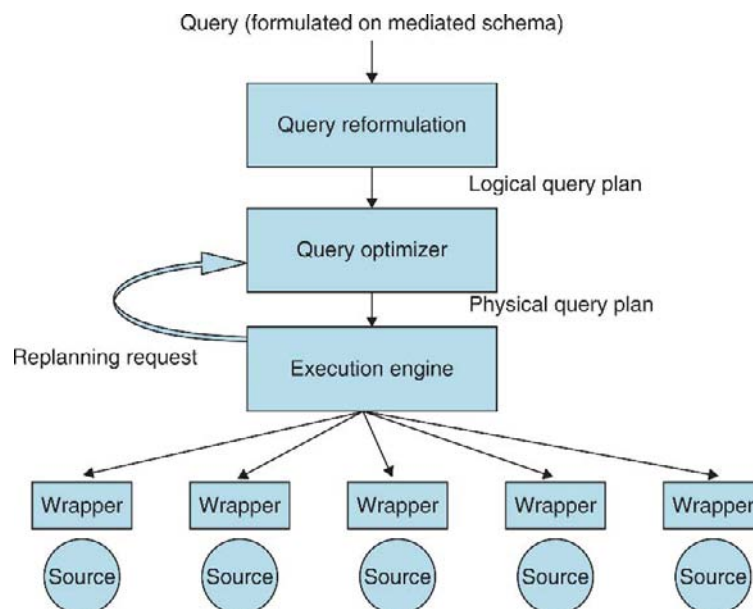 Query (formulated on mediated schema)
Query reformulation
Logical query plan
Query optimizer
Physical query plan
Replanning request
Execution engine
Wrapper
Wrapper
Wrapper
Wrapper
Wrapper
Source
Source
Source
Source
Source